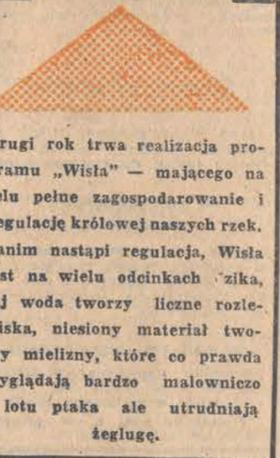 rugi rok trwa realizacja pro-
ramu „Wisła” — mającego na
elu pełne zagospodarowanie i
egulację królowej naszych rzek.
anim nastąpi regulacja, Wisła
st na wielu odcinkach zika,
j woda tworzy liczne rozle-
iska, niesiony materiał two-
y mielizny, które co prawda
yglądają bardzo malowniczo
lotu ptaka ale utrudniają
żeglugę.